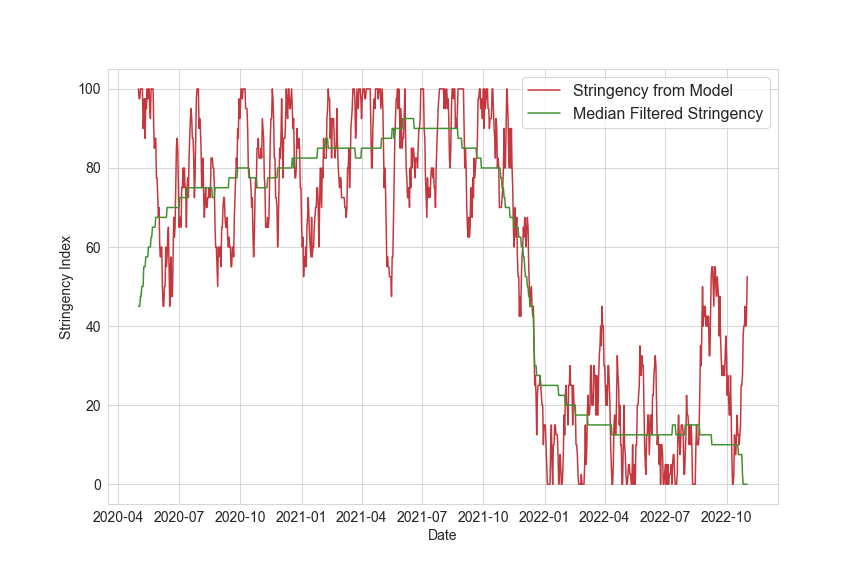 Stringency from Model
Median Filtered Stringency
Stringency Index
100
80
60
40
20
0
2020-04 2020-07 2020-10 2021-01 2021-04 2021-07 2021-10 2022-01 2022-04 2022-07 2022-10
Date